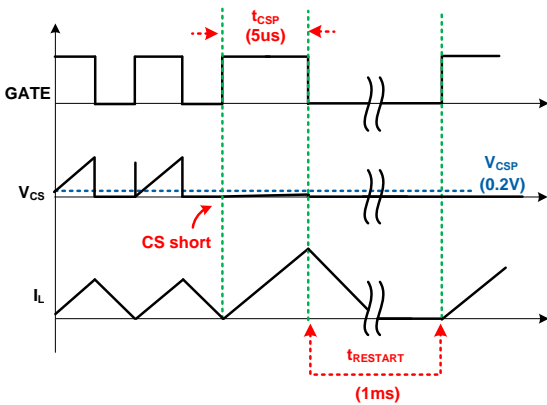 tCSP
(5us)
GATE
VCS
VCSP
(0.2V)
CS short
IL
tRESTART
(1ms)